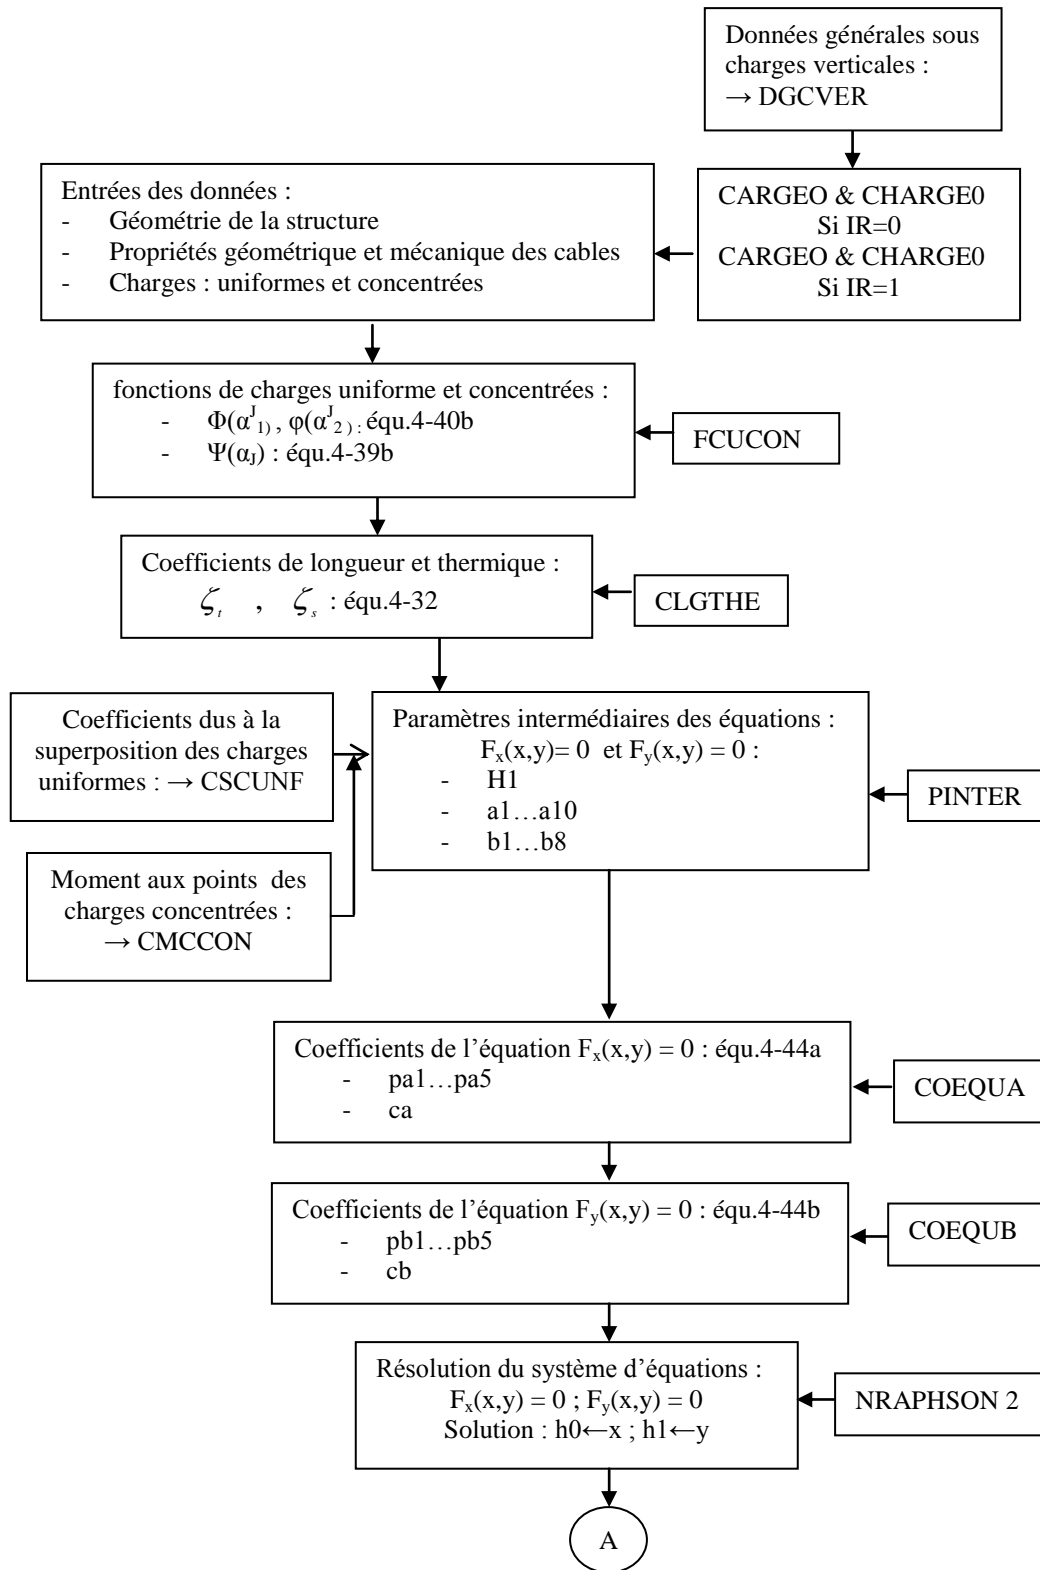 Données générales sous
charges verticales :
→ DGCVER
CARGEO & CHARGE0
Si IR=0
CARGEO & CHARGE0
Si IR=1
Entrées des données :
- Géométrie de la structure
- Propriétés géométrique et mécanique des cables
- Charges : uniformes et concentrées
fonctions de charges uniforme et concentrées :
- Φ(α^J_1) , φ(α^J_2) : équ.4-40b
- Ψ(α_J) : équ.4-39b
FCUCON
Coefficients de longueur et thermique :
ζ_t , ζ_s : équ.4-32
CLGTHE
Coefficients dus à la
superposition des charges
uniformes : → CSCUNF
Paramètres intermédiaires des équations :
F_x(x,y)= 0 et F_y(x,y) = 0 :
- H1
- a1…a10
- b1…b8
PINTER
Moment aux points des
charges concentrées :
→ CMCCON
Coefficients de l’équation F_x(x,y) = 0 : équ.4-44a
- pa1…pa5
- ca
COEQUA
Coefficients de l’équation F_y(x,y) = 0 : équ.4-44b
- pb1…pb5
- cb
COEQUB
Résolution du système d’équations :
F_x(x,y) = 0 ; F_y(x,y) = 0
Solution : h0←x ; h1←y
NRAPHSON 2
A